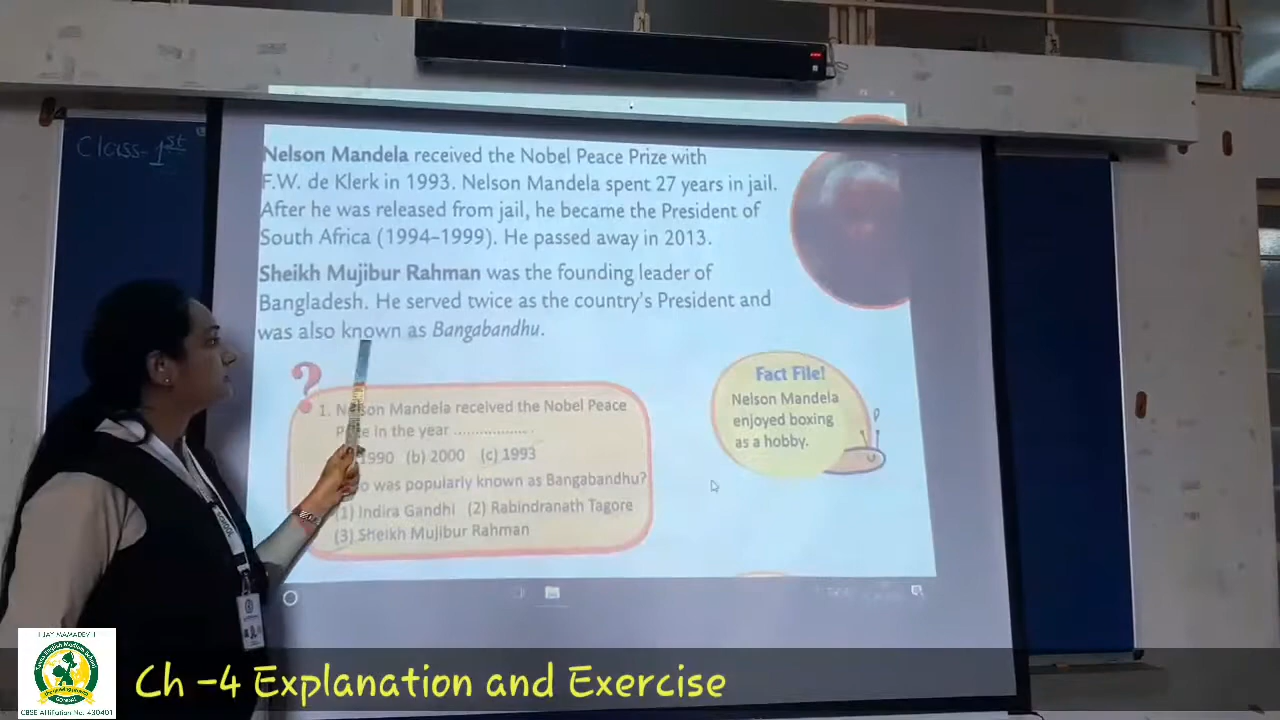 Class-1st
Nelson Mandela received the Nobel Peace Prize with
F.W. de Klerk in 1993. Nelson Mandela spent 27 years in jail.
After he was released from jail, he became the President of
South Africa (1994–1999). He passed away in 2013.
Sheikh Mujibur Rahman was the founding leader of
Bangladesh. He served twice as the country's President and
was also known as Bangabandhu.
?
1. Nelson Mandela received the Nobel Peace
in the year ..................
1990 (b) 2000 (c) 1993
was popularly known as Bangabandhu?
(1) Indira Gandhi (2) Rabindranath Tagore
(3) Sheikh Mujibur Rahman
Fact File!
Nelson Mandela
enjoyed boxing
as a hobby.
CBSE Affiliation No. 430401
Ch -4 Explanation and Exercise